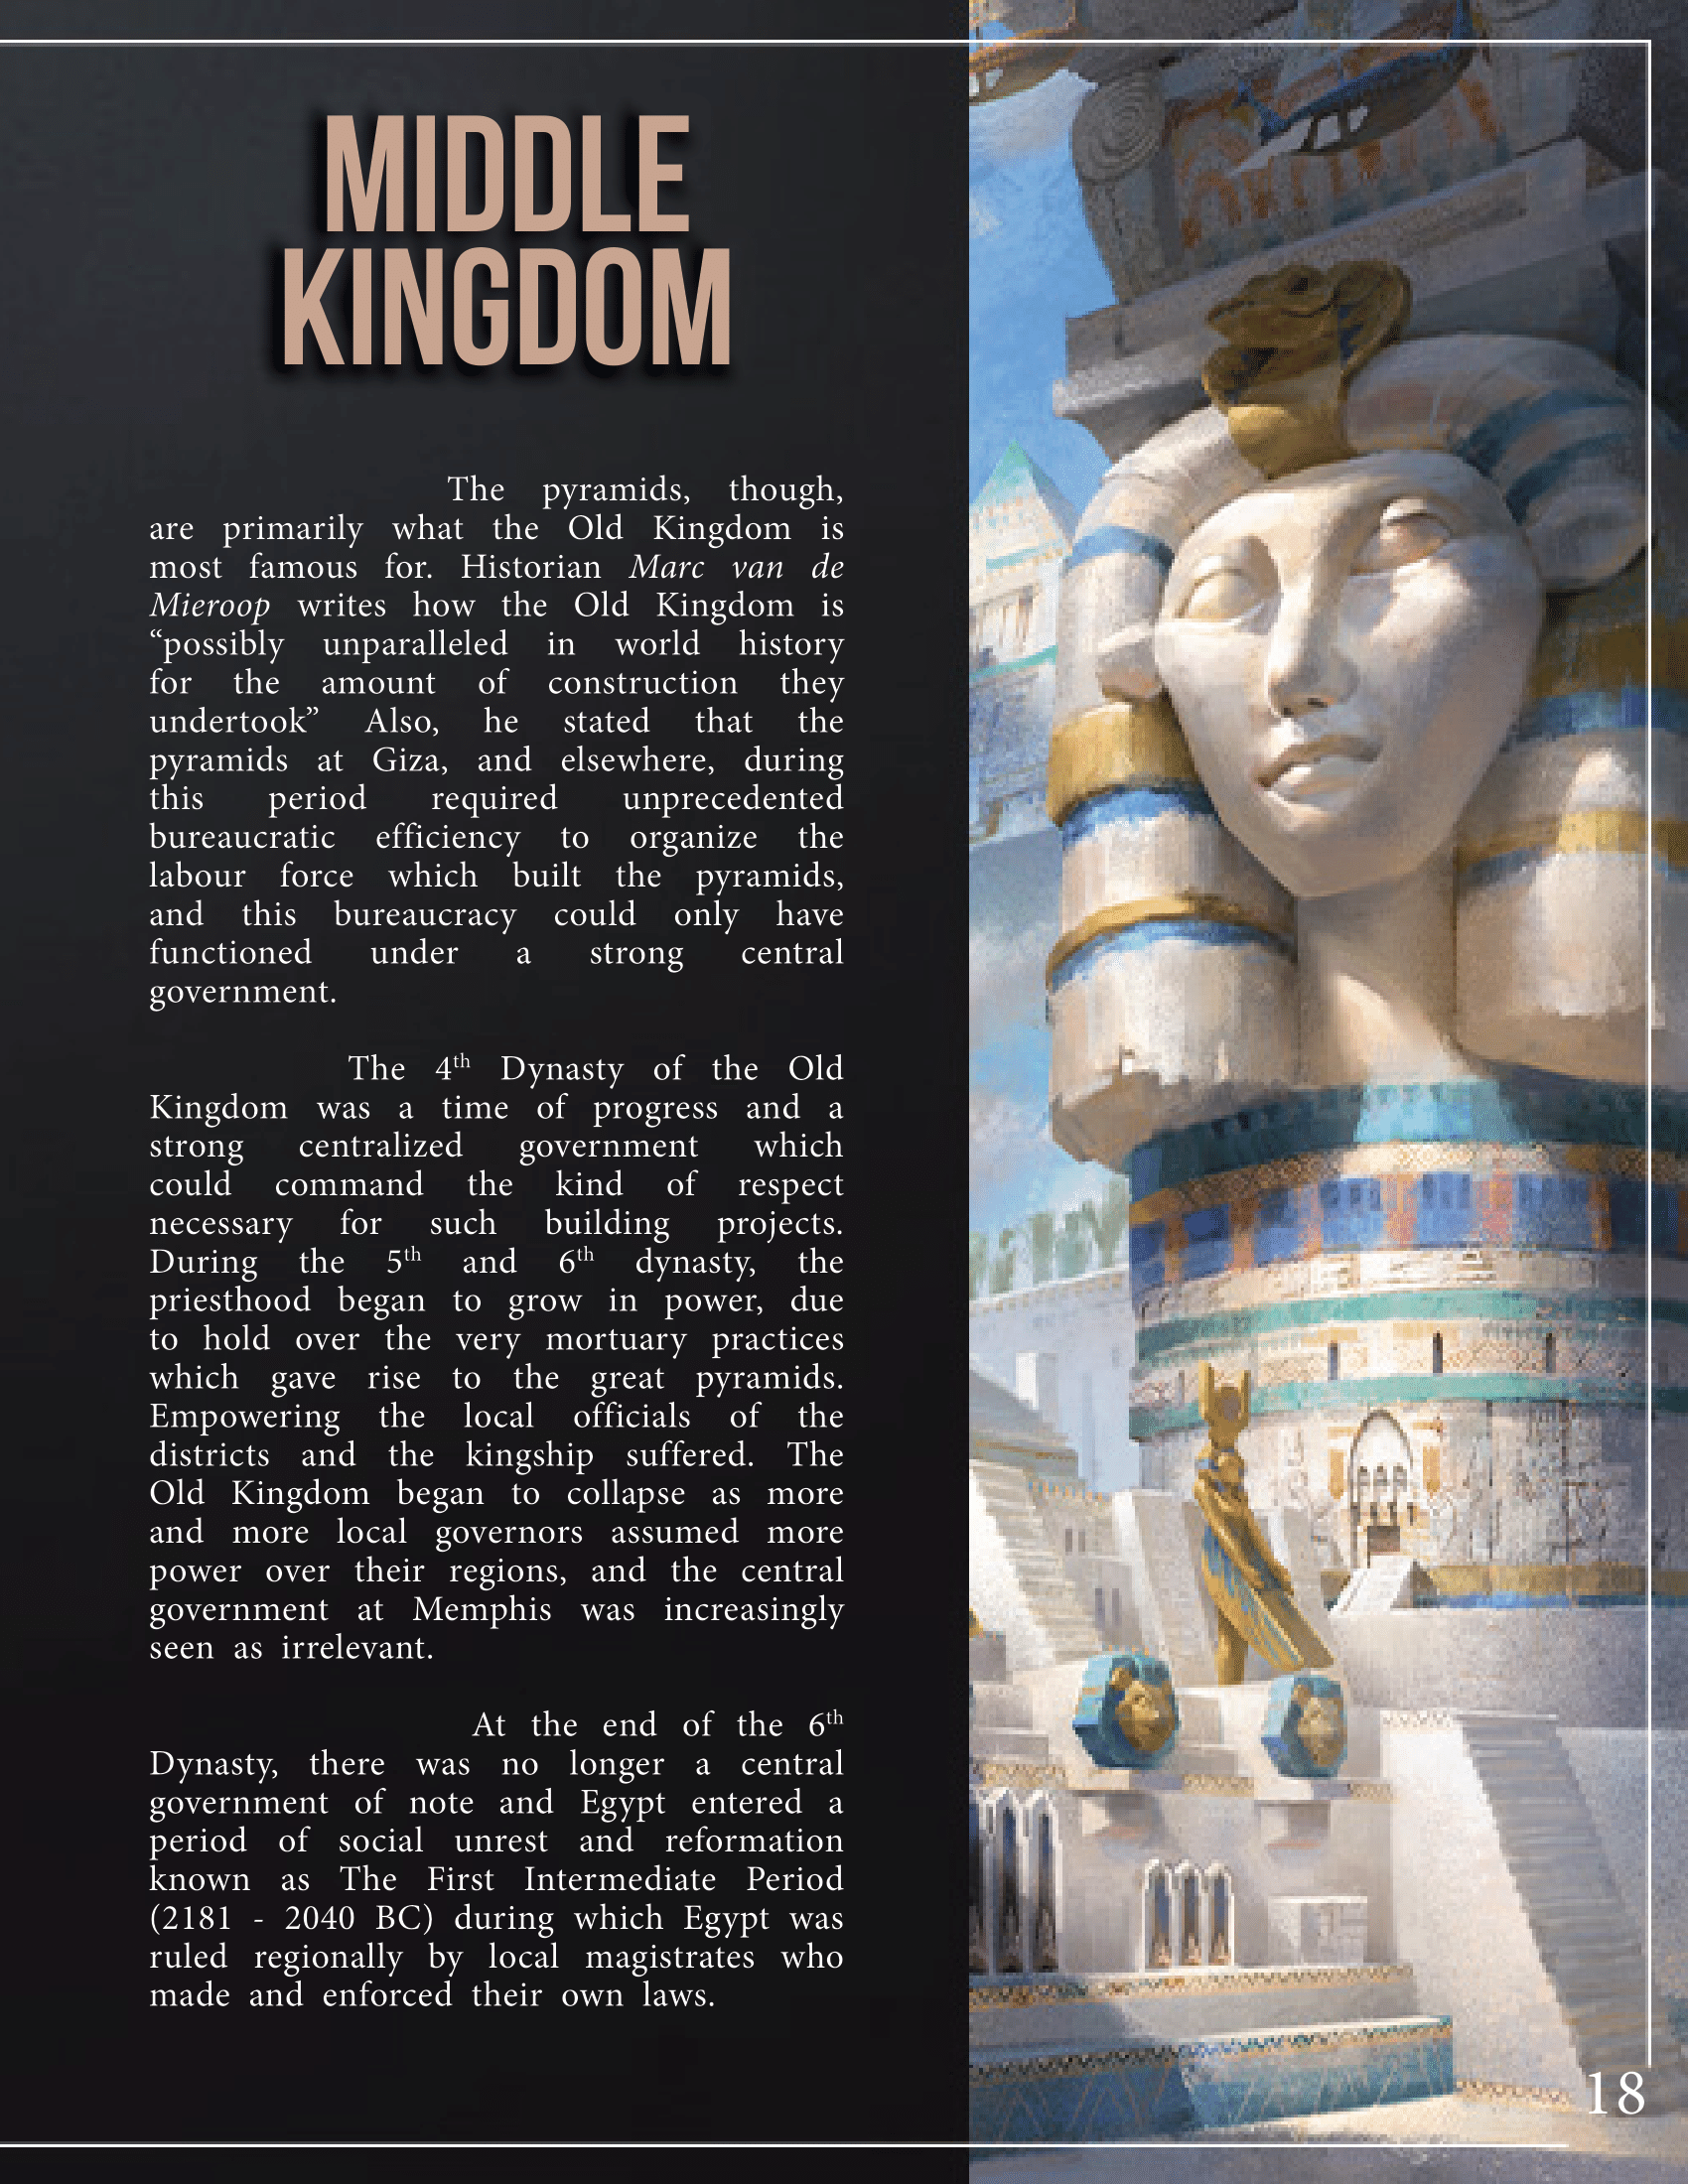 MIDDLE
KINGDOM
The pyramids, though,
are primarily what the Old Kingdom is
most famous for. Historian Marc van de
Mieroop writes how the Old Kingdom is
“possibly unparalleled in world history
for the amount of construction they
undertook” Also, he stated that the
pyramids at Giza, and elsewhere, during
this period required unprecedented
bureaucratic efficiency to organize the
labour force which built the pyramids,
and this bureaucracy could only have
functioned under a strong central
government.
The 4th Dynasty of the Old
Kingdom was a time of progress and a
strong centralized government which
could command the kind of respect
necessary for such building projects.
During the 5th and 6th dynasty, the
priesthood began to grow in power, due
to hold over the very mortuary practices
which gave rise to the great pyramids.
Empowering the local officials of the
districts and the kingship suffered. The
Old Kingdom began to collapse as more
and more local governors assumed more
power over their regions, and the central
government at Memphis was increasingly
seen as irrelevant.
At the end of the 6th
Dynasty, there was no longer a central
government of note and Egypt entered a
period of social unrest and reformation
known as The First Intermediate Period
(2181 - 2040 BC) during which Egypt was
ruled regionally by local magistrates who
made and enforced their own laws.
18